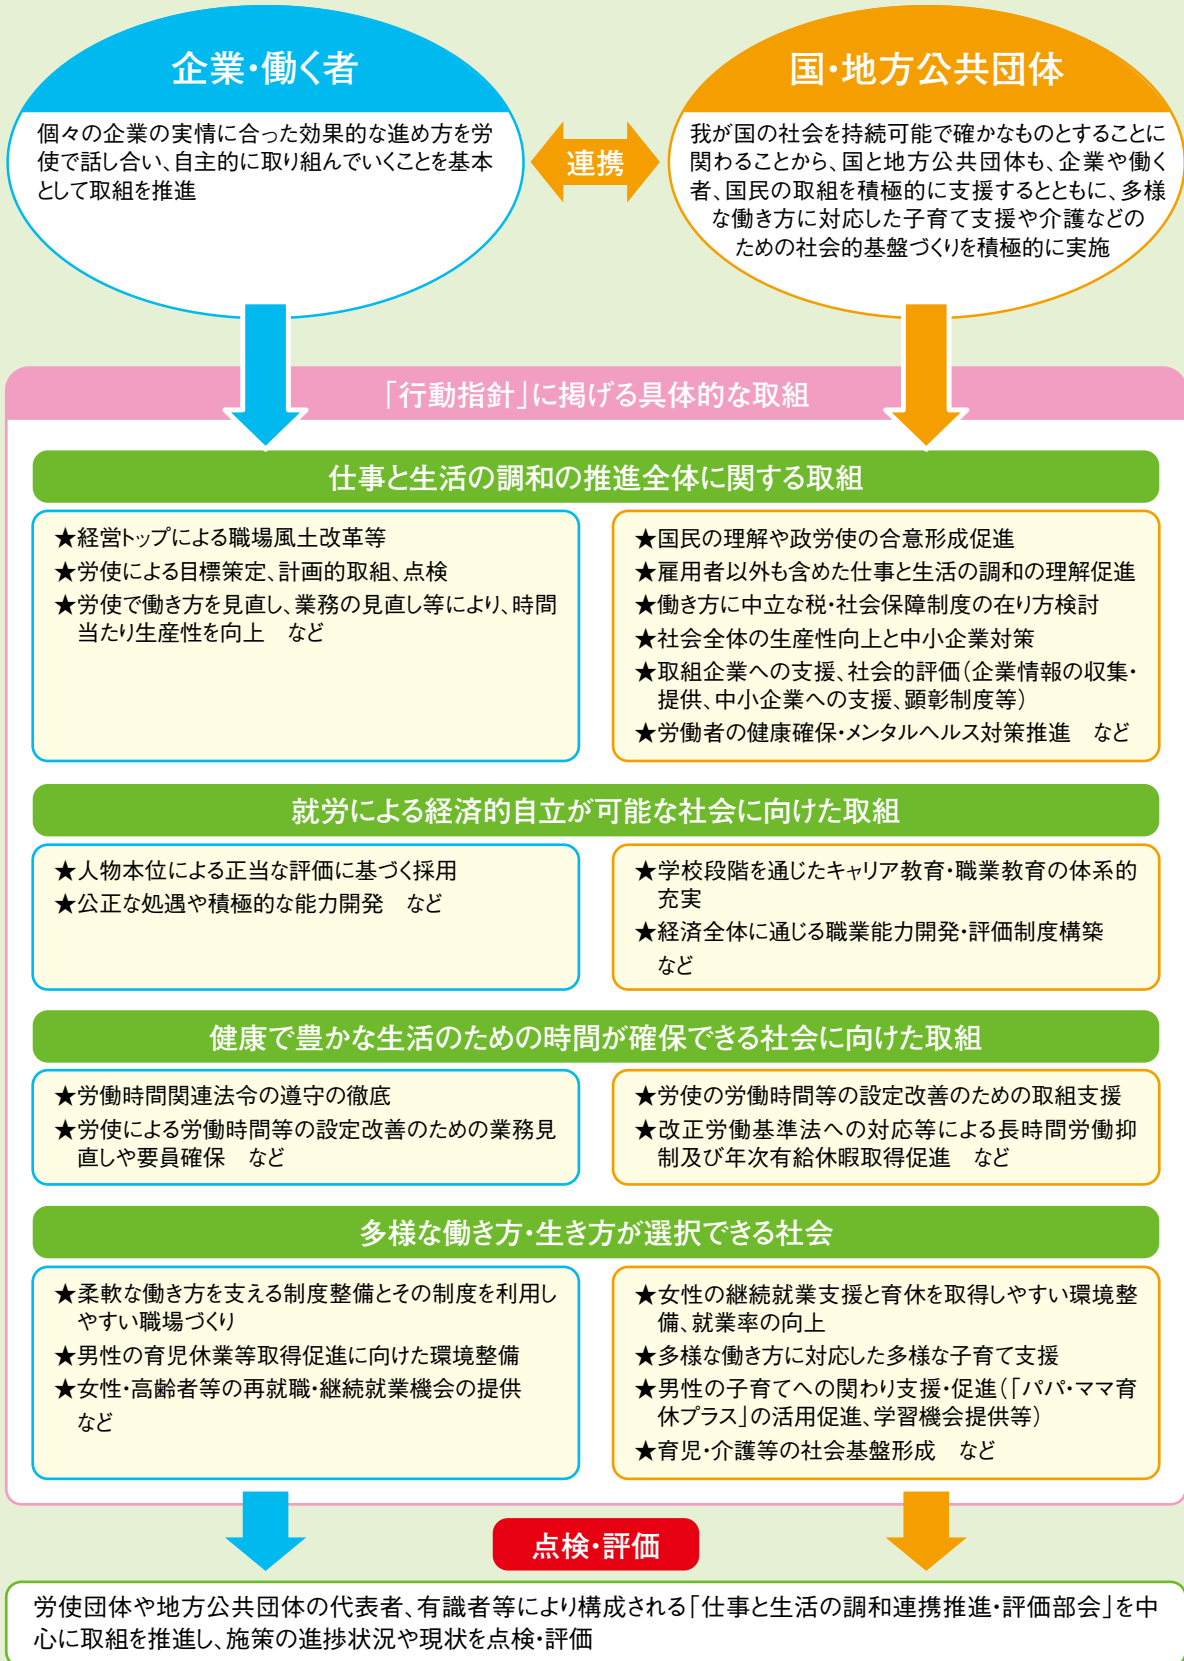 企業・働く者
個々の企業の実情に合った効果的な進め方を労
使で話し合い、自主的に取り組んでいくことを基本
として取組を推進
連携
国・地方公共団体
我が国の社会を持続可能で確かなものとすることに
関わることから、国と地方公共団体も、企業や働く
者、国民の取組を積極的に支援するとともに、多様
な働き方に対応した子育て支援や介護などの
ための社会的基盤づくりを積極的に実施
「行動指針」に掲げる具体的な取組
仕事と生活の調和の推進全体に関する取組
★経営トップによる職場風土改革等
★労使による目標策定、計画的取組、点検
★労使で働き方を見直し、業務の見直し等により、時間
当たり生産性を向上　など
★国民の理解や政労使の合意形成促進
★雇用者以外も含めた仕事と生活の調和の理解促進
★働き方に中立な税・社会保障制度の在り方検討
★社会全体の生産性向上と中小企業対策
★取組企業への支援、社会的評価（企業情報の収集・
提供、中小企業への支援、顕彰制度等）
★労働者の健康確保・メンタルヘルス対策推進　など
就労による経済的自立が可能な社会に向けた取組
★人物本位による正当な評価に基づく採用
★公正な処遇や積極的な能力開発　など
★学校段階を通じたキャリア教育・職業教育の体系的
充実
★経済全体に通じる職業能力開発・評価制度構築
など
健康で豊かな生活のための時間が確保できる社会に向けた取組
★労働時間関連法令の遵守の徹底
★労使による労働時間等の設定改善のための業務見
直しや要員確保　など
★労使の労働時間等の設定改善のための取組支援
★改正労働基準法への対応等による長時間労働抑
制及び年次有給休暇取得促進　など
多様な働き方・生き方が選択できる社会
★柔軟な働き方を支える制度整備とその制度を利用し
やすい職場づくり
★男性の育児休業等取得促進に向けた環境整備
★女性・高齢者等の再就職・継続就業機会の提供
など
★女性の継続就業支援と育休を取得しやすい環境整
備、就業率の向上
★多様な働き方に対応した多様な子育て支援
★男性の子育てへの関わり支援・促進（「パパ・ママ育
休プラス」の活用促進、学習機会提供等）
★育児・介護等の社会基盤形成　など
点検・評価
労使団体や地方公共団体の代表者、有識者等により構成される「仕事と生活の調和連携推進・評価部会」を中
心に取組を推進し、施策の進捗状況や現状を点検・評価